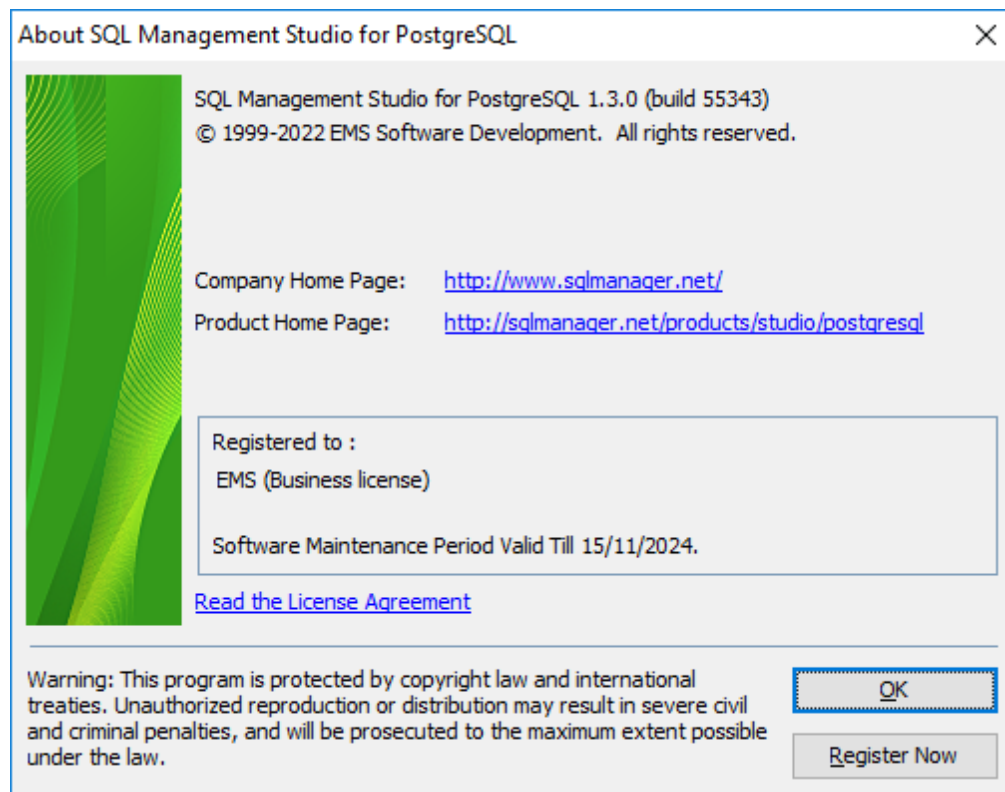 About SQL Management Studio for PostgreSQL
SQL Management Studio for PostgreSQL 1.3.0 (build 55343)
© 1999-2022 EMS Software Development.  All rights reserved.
Company Home Page: http://www.sqlmanager.net/
Product Home Page: http://sqlmanager.net/products/studio/postgresql
Registered to :
EMS (Business license)
Software Maintenance Period Valid Till 15/11/2024.
Read the License Agreement
Warning: This program is protected by copyright law and international
treaties. Unauthorized reproduction or distribution may result in severe civil
and criminal penalties, and will be prosecuted to the maximum extent possible
under the law.
OK
Register Now